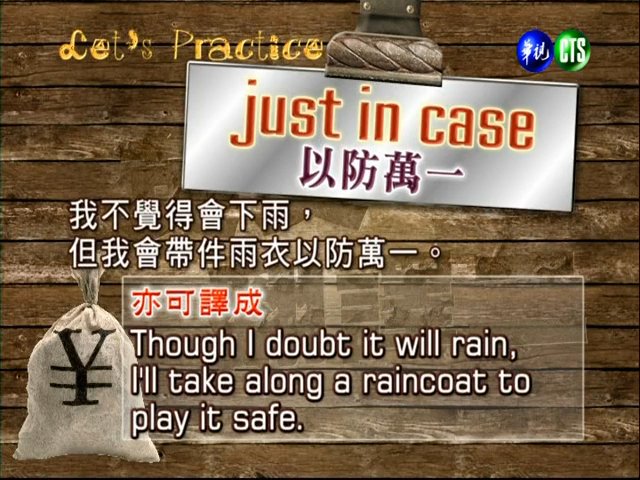 Let's Practice
華視 CTS
just in case
以防萬一
我不覺得會下雨，
但我會帶件雨衣以防萬一。
¥
亦可譯成
Though I doubt it will rain,
I'll take along a raincoat to
play it safe.